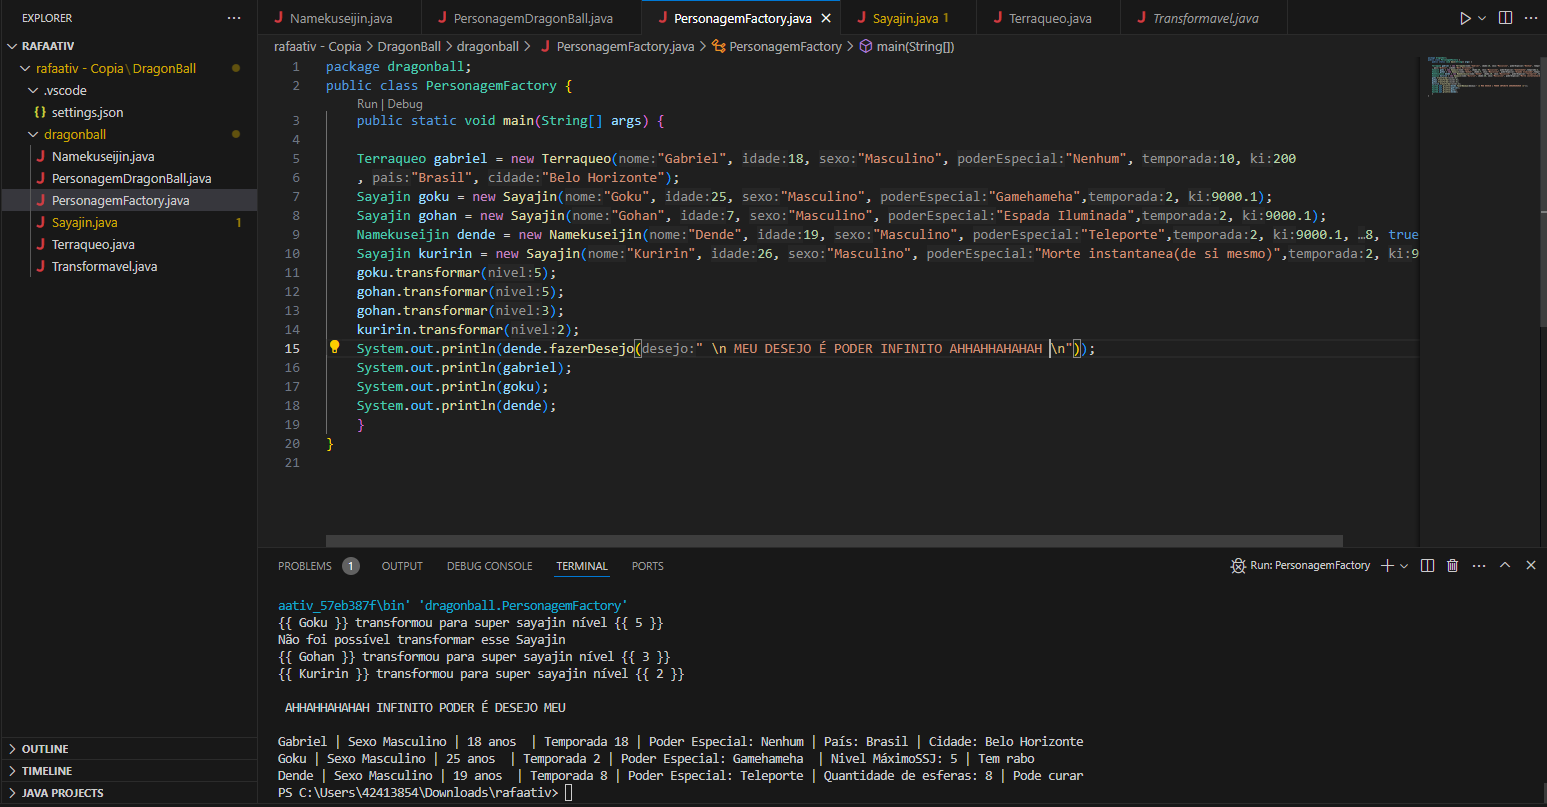 EXPLORER
RAFAATIV
rafaativ - Copia\DragonBall
.vscode
settings.json
dragonball
Namekuseijin.java
PersonagemDragonBall.java
PersonagemFactory.java
Sayajin.java 1
Terraqueo.java
Transformavel.java
OUTLINE
TIMELINE
JAVA PROJECTS
Namekuseijin.java PersonagemDragonBall.java PersonagemFactory.java Sayajin.java 1 Terraqueo.java Transformavel.java
rafaativ - Copia > DragonBall > dragonball > PersonagemFactory.java > PersonagemFactory > main(String[])
1 package dragonball;
2 public class PersonagemFactory {
Run | Debug
3 public static void main(String[] args) {
4
5 Terraqueo gabriel = new Terraqueo(nome:"Gabriel", idade:18, sexo:"Masculino", poderEspecial:"Nenhum", temporada:10, ki:200
6 , pais:"Brasil", cidade:"Belo Horizonte");
7 Sayajin goku = new Sayajin(nome:"Goku", idade:25, sexo:"Masculino", poderEspecial:"Gamehameha",temporada:2, ki:9000.1);
8 Sayajin gohan = new Sayajin(nome:"Gohan", idade:7, sexo:"Masculino", poderEspecial:"Espada Iluminada",temporada:2, ki:9000.1);
9 Namekuseijin dende = new Namekuseijin(nome:"Dende", idade:19, sexo:"Masculino", poderEspecial:"Teleporte",temporada:2, ki:9000.1, …8, true
10 Sayajin kuririn = new Sayajin(nome:"Kuririn", idade:26, sexo:"Masculino", poderEspecial:"Morte instantanea(de si mesmo)",temporada:2, ki:9
11 goku.transformar(nivel:5);
12 gohan.transformar(nivel:5);
13 gohan.transformar(nivel:3);
14 kuririn.transformar(nivel:2);
15 System.out.println(dende.fazerDesejo(desejo:" \n MEU DESEJO É PODER INFINITO AHHAHHAHAHAH \n"));
16 System.out.println(gabriel);
17 System.out.println(goku);
18 System.out.println(dende);
19 }
20 }
21
PROBLEMS 1 OUTPUT DEBUG CONSOLE TERMINAL PORTS
Run: PersonagemFactory
aativ_57eb387f\bin' 'dragonball.PersonagemFactory'
{{ Goku }} transformou para super sayajin nível {{ 5 }}
Não foi possível transformar esse Sayajin
{{ Gohan }} transformou para super sayajin nível {{ 3 }}
{{ Kuririn }} transformou para super sayajin nível {{ 2 }}
AHHAHHAHAHAH INFINITO PODER É DESEJO MEU
Gabriel | Sexo Masculino | 18 anos  | Temporada 18 | Poder Especial: Nenhum | País: Brasil | Cidade: Belo Horizonte
Goku | Sexo Masculino | 25 anos  | Temporada 2 | Poder Especial: Gamehameha  | Nivel MáximoSSJ: 5 | Tem rabo
Dende | Sexo Masculino | 19 anos  | Temporada 8 | Poder Especial: Teleporte | Quantidade de esferas: 8 | Pode curar
PS C:\Users\42413854\Downloads\rafaativ>